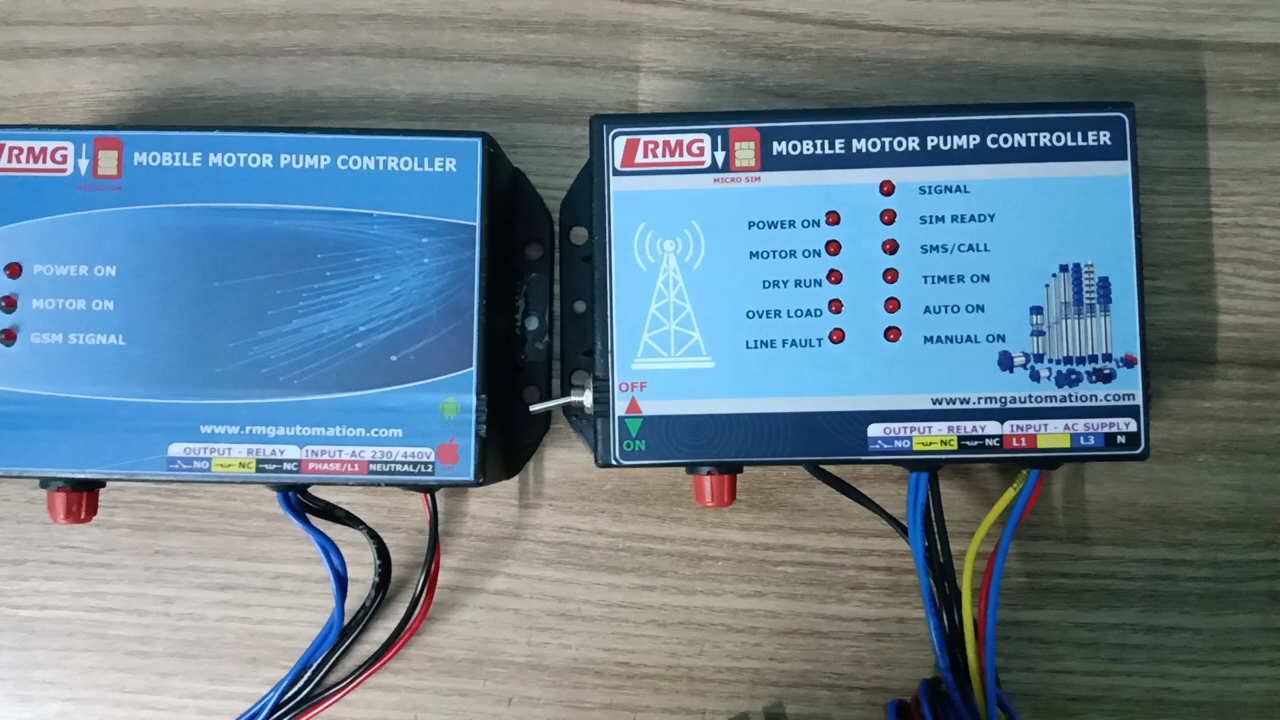 RMG
MOBILE MOTOR PUMP CONTROLLER
POWER ON
MOTOR ON
GSM SIGNAL
www.rmgautomation.com
OUTPUT - RELAY
INPUT-AC 230/440V
NO
NC
NC
PHASE/L1
NEUTRAL/L2
RMG
MICRO SIM
MOBILE MOTOR PUMP CONTROLLER
POWER ON
MOTOR ON
DRY RUN
OVER LOAD
LINE FAULT
SIGNAL
SIM READY
SMS/CALL
TIMER ON
AUTO ON
MANUAL ON
OFF
ON
www.rmgautomation.com
OUTPUT - RELAY
INPUT - AC SUPPLY
NO
NC
NC
L1
L3
N